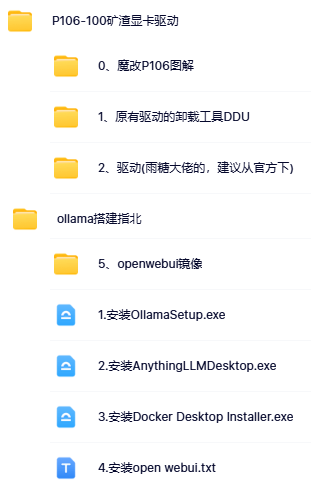 P106-100矿渣显卡驱动
0、魔改P106图解
1、原有驱动的卸载工具DDU
2、驱动(雨糖大佬的，建议从官方下)
ollama搭建指北
5、openwebui镜像
1.安装OllamaSetup.exe
2.安装AnythingLLMDesktop.exe
3.安装Docker Desktop Installer.exe
4.安装open webui.txt